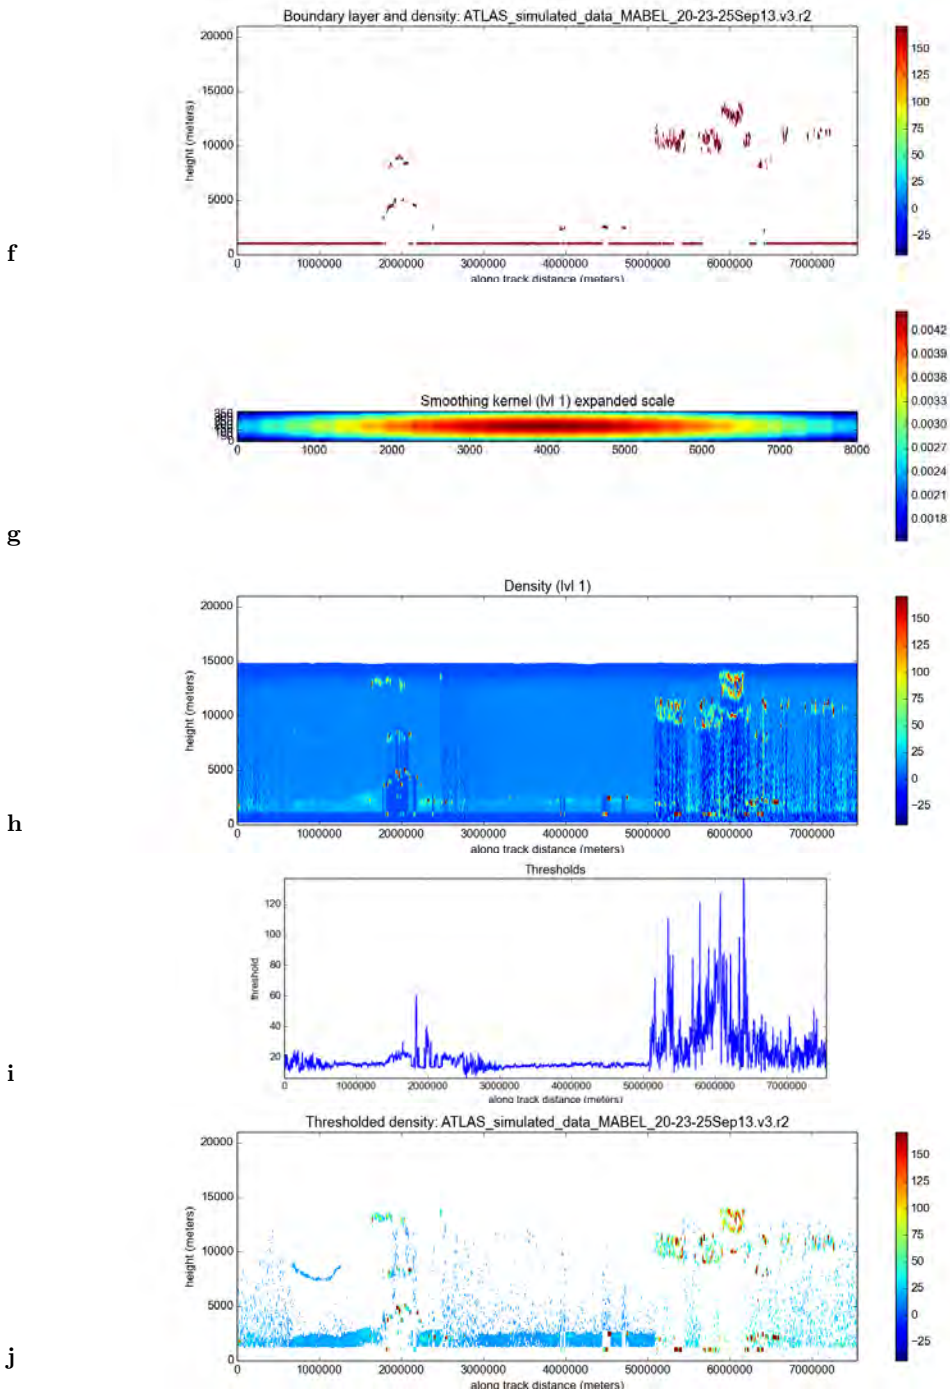 Boundary layer and density: ATLAS_simulated_data_MABEL_20-23-25Sep13.v3.r2
20000
15000
10000
5000
0
height (meters)
0 1000000 2000000 3000000 4000000 5000000 6000000 7000000
along track distance (meters)
150
125
100
75
50
25
0
−25
f
Smoothing kernel (lvl 1) expanded scale
0 1000 2000 3000 4000 5000 6000 7000 8000
0.0042
0.0039
0.0036
0.0033
0.0030
0.0027
0.0024
0.0021
0.0018
g
Density (lvl 1)
20000
15000
10000
5000
0
height (meters)
0 1000000 2000000 3000000 4000000 5000000 6000000 7000000
along track distance (meters)
150
125
100
75
50
25
0
−25
h
Thresholds
120
100
80
60
40
20
threshold
0 1000000 2000000 3000000 4000000 5000000 6000000 7000000
along track distance (meters)
i
Thresholded density: ATLAS_simulated_data_MABEL_20-23-25Sep13.v3.r2
20000
15000
10000
5000
0
height (meters)
0 1000000 2000000 3000000 4000000 5000000 6000000 7000000
along track distance (meters)
150
125
100
75
50
25
0
−25
j